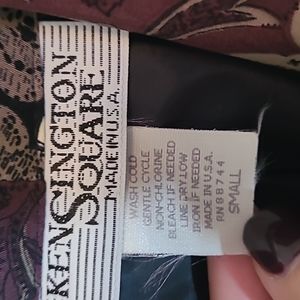 KENSINGTON
SQUARE
MADE IN U.S.A.
WASH COLD
GENTLE CYCLE
NON-CHLORINE
BLEACH IF NEEDED
LINE DRY LOW
IRON IF NEEDED
MADE IN U.S.A.
RN 88744
SMALL